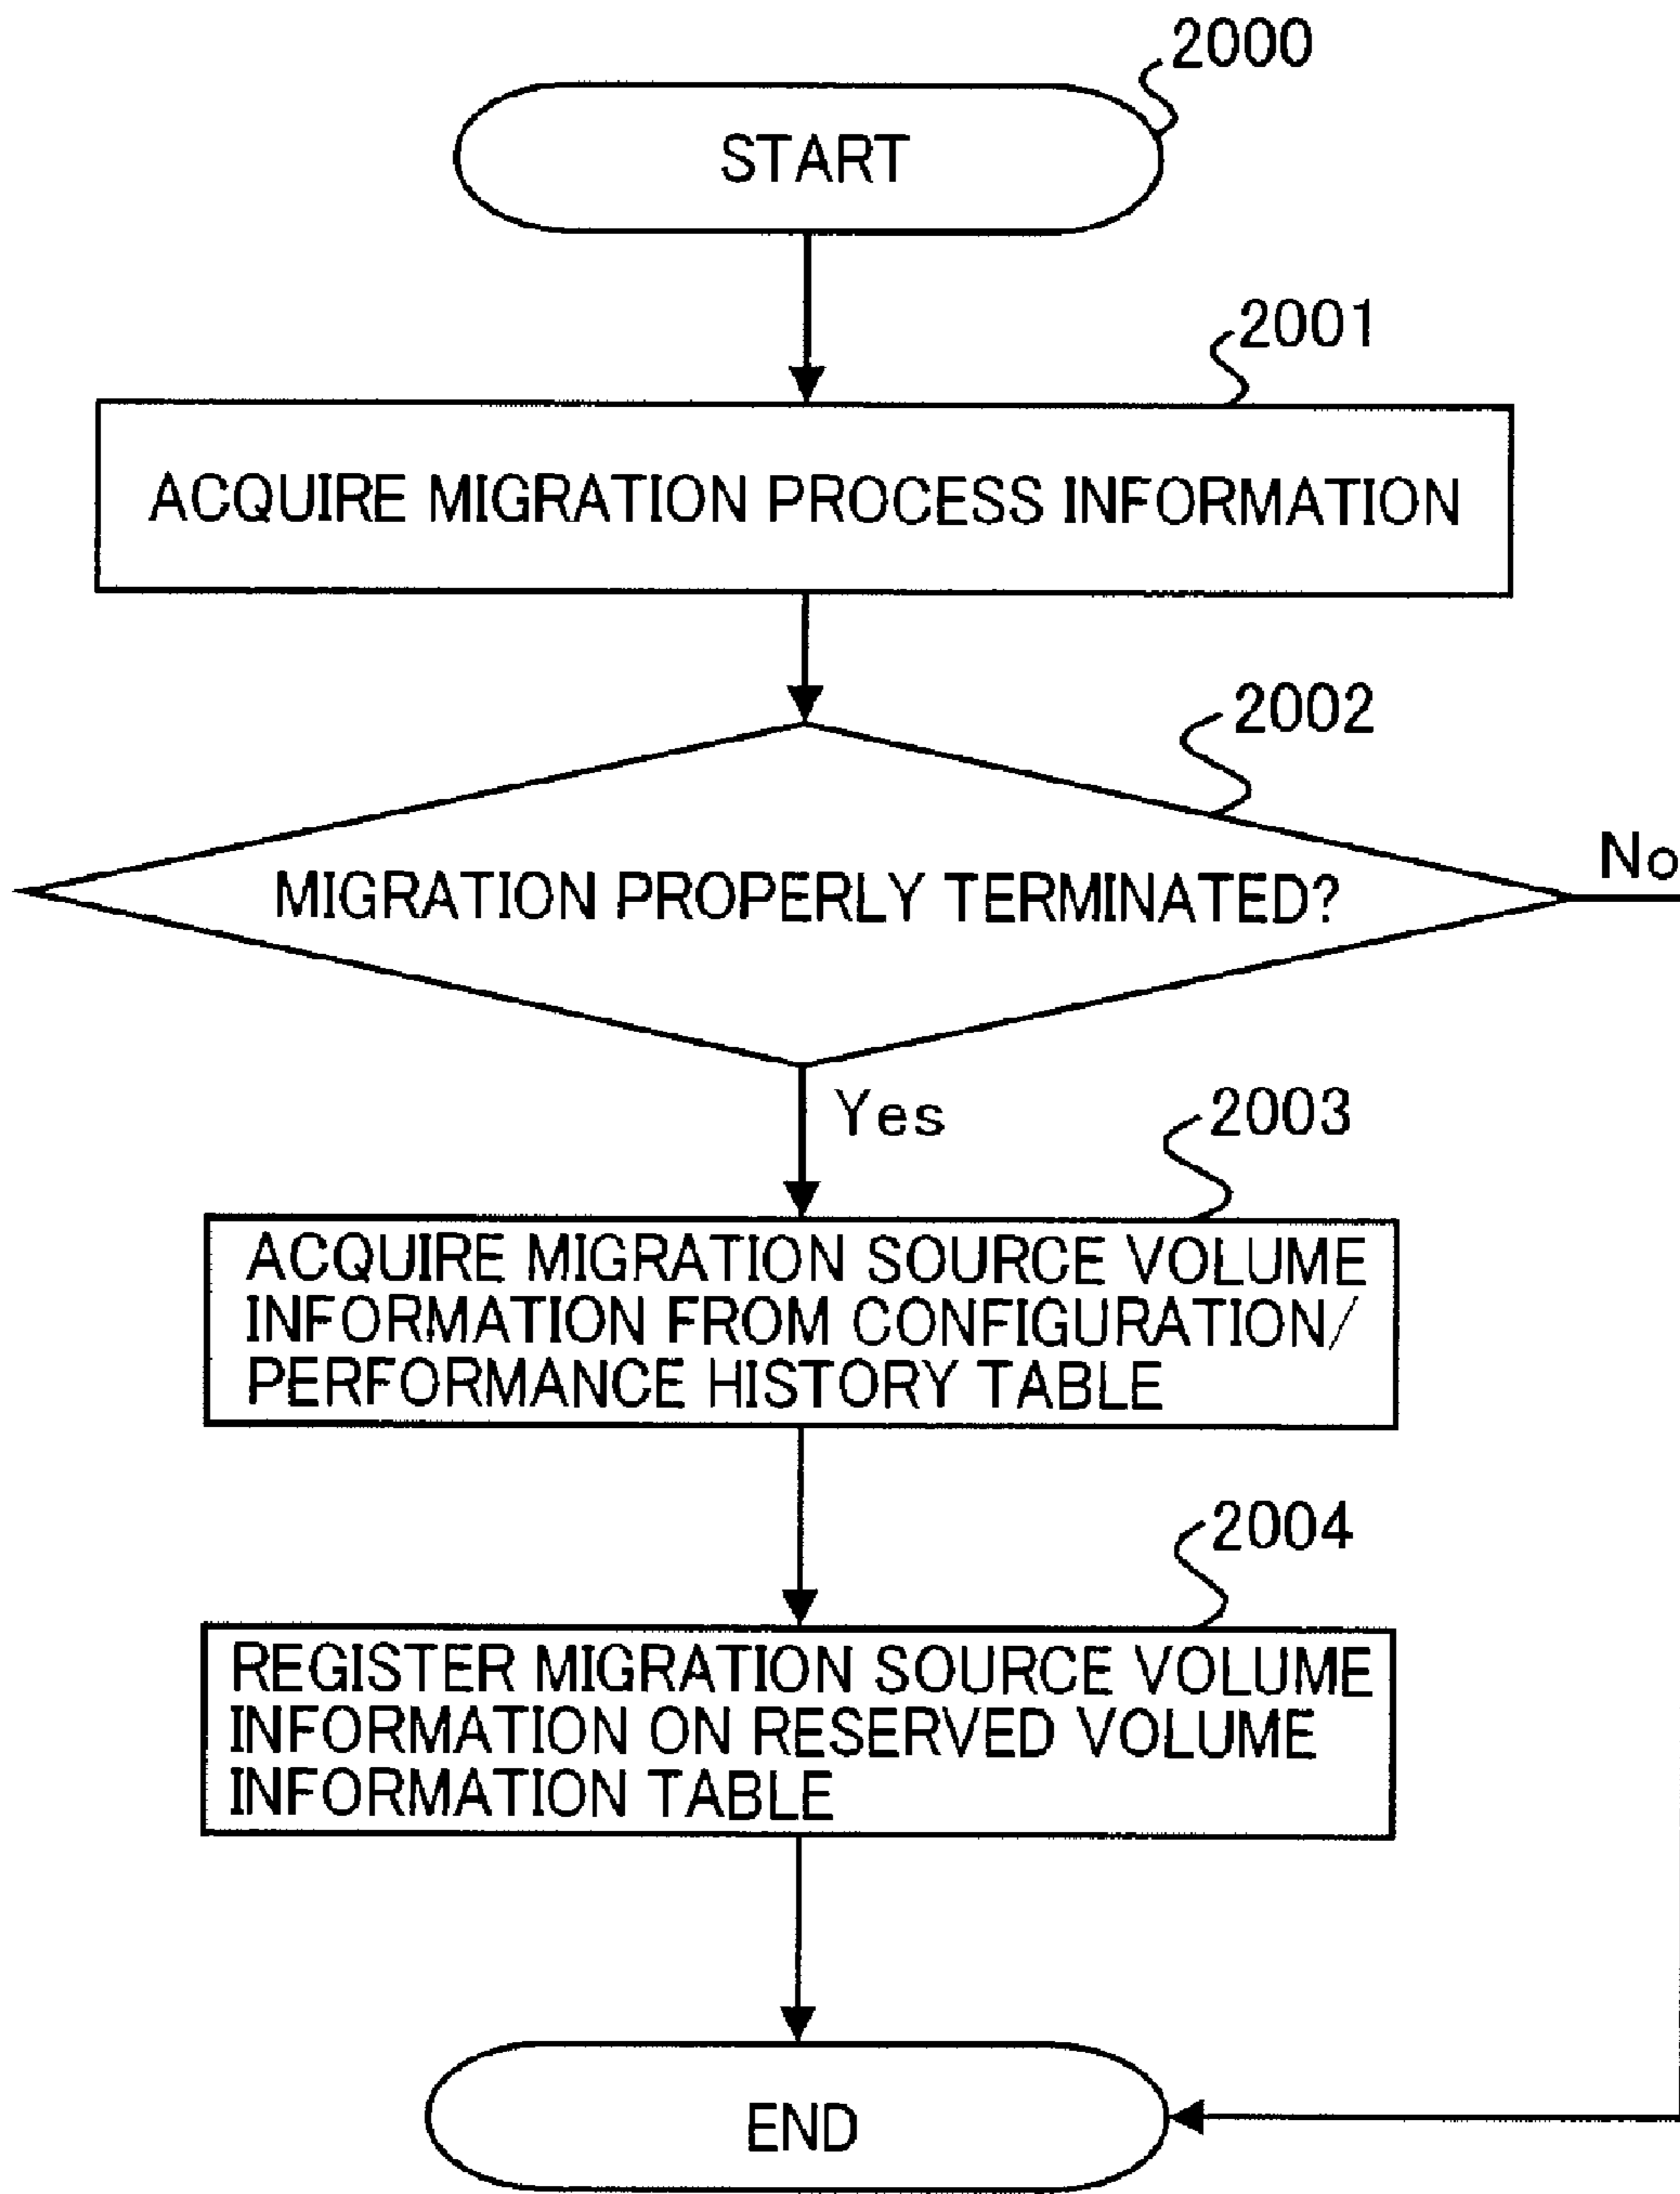 2000
START
2001
ACQUIRE MIGRATION PROCESS INFORMATION
2002
No
MIGRATION PROPERLY TERMINATED?
Yes
2003
ACQUIRE MIGRATION SOURCE VOLUME
INFORMATION FROM CONFIGURATION/
PERFORMANCE HISTORY TABLE
2004
REGISTER MIGRATION SOURCE VOLUME
INFORMATION ON RESERVED VOLUME
INFORMATION TABLE
END